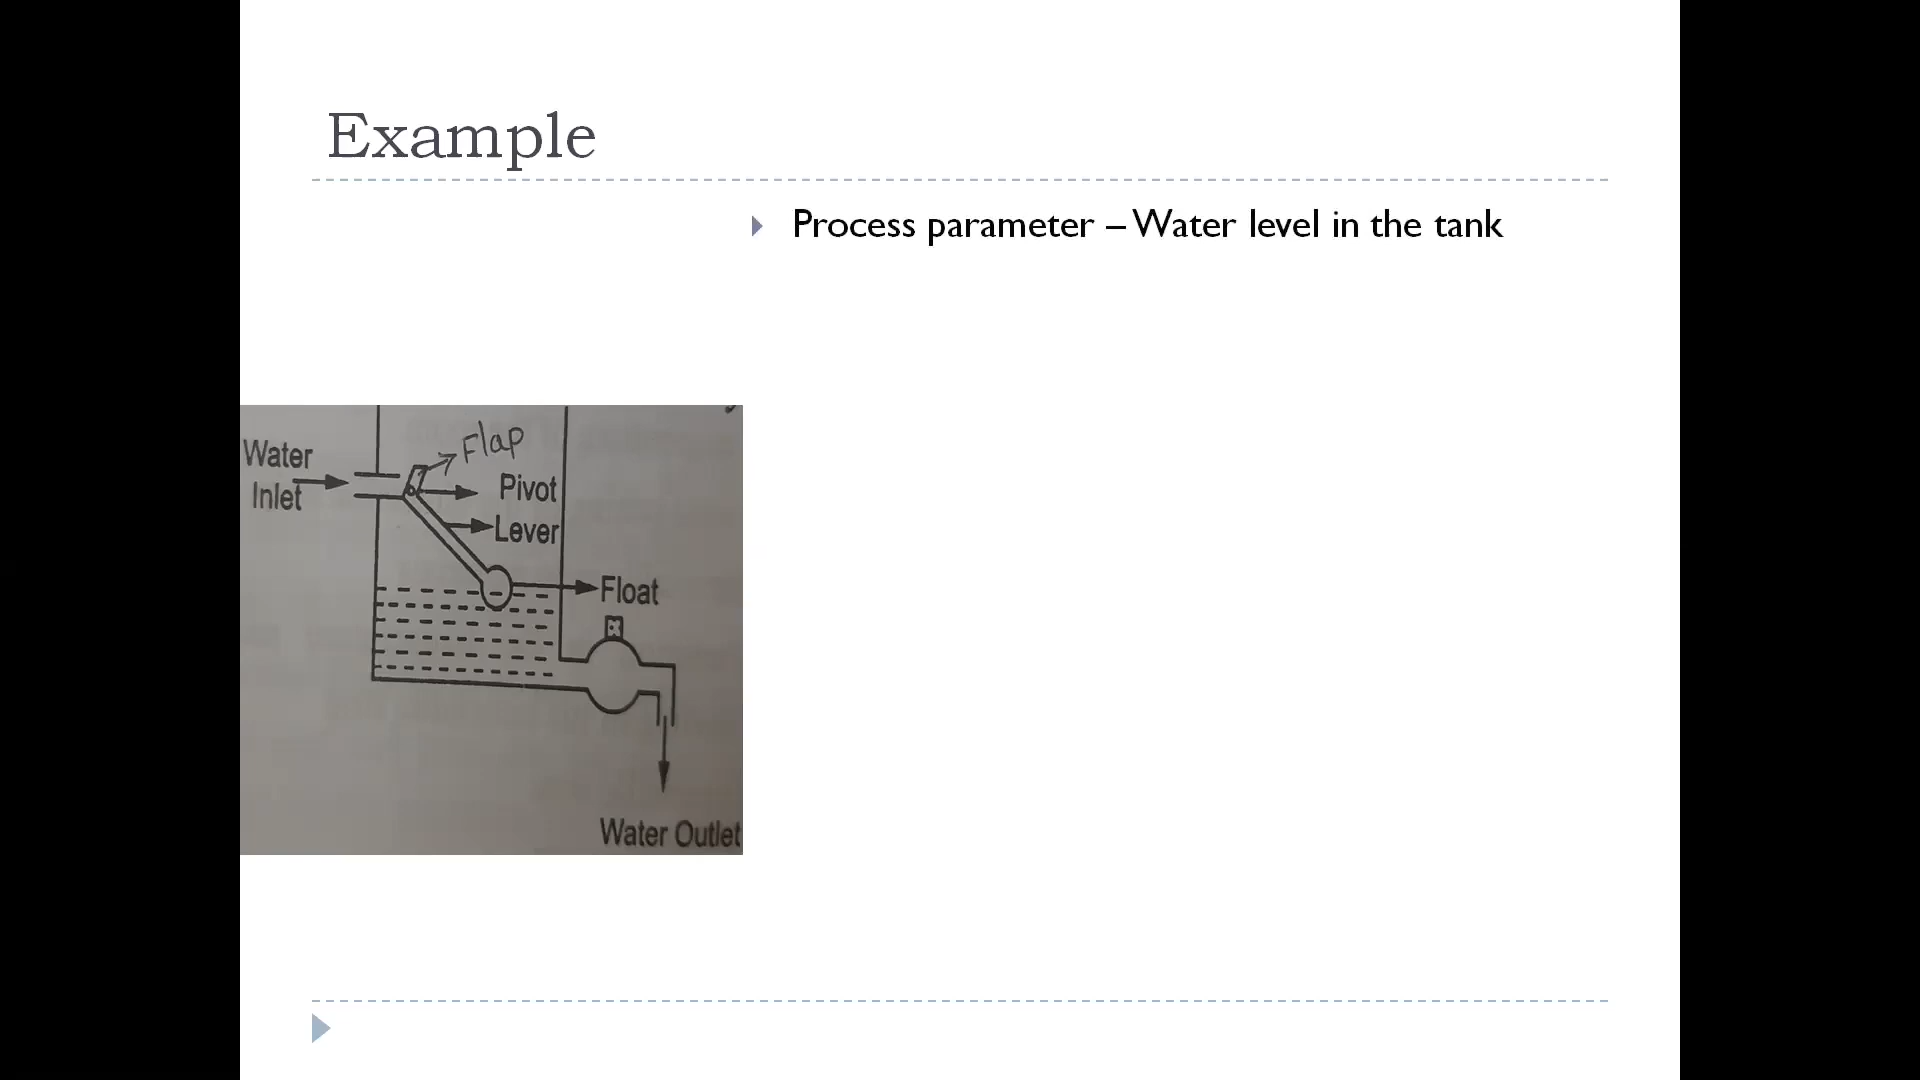 Example
Process parameter – Water level in the tank
Water
Inlet
Flap
Pivot
Lever
Float
Water Outlet